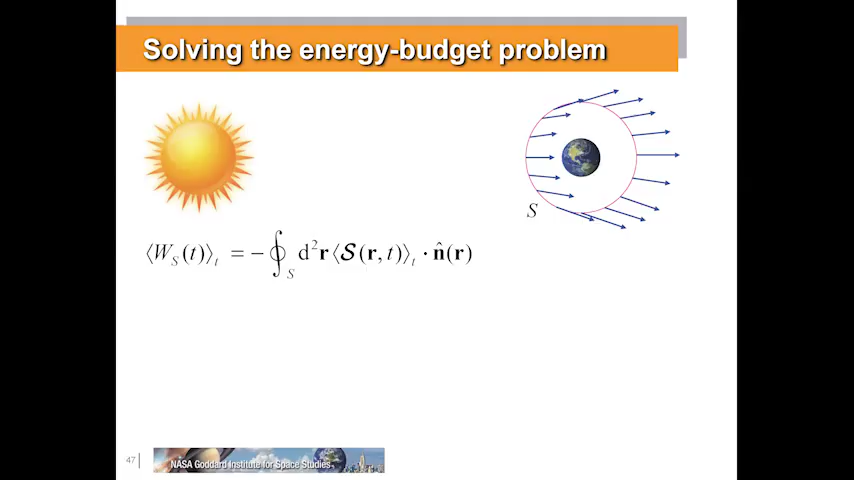 Solving the energy-budget problem
S
⟨W_S(t)⟩_t = −∮_S d²r⟨𝓢(r, t)⟩_t · n̂(r)
47
NASA Goddard Institute for Space Studies